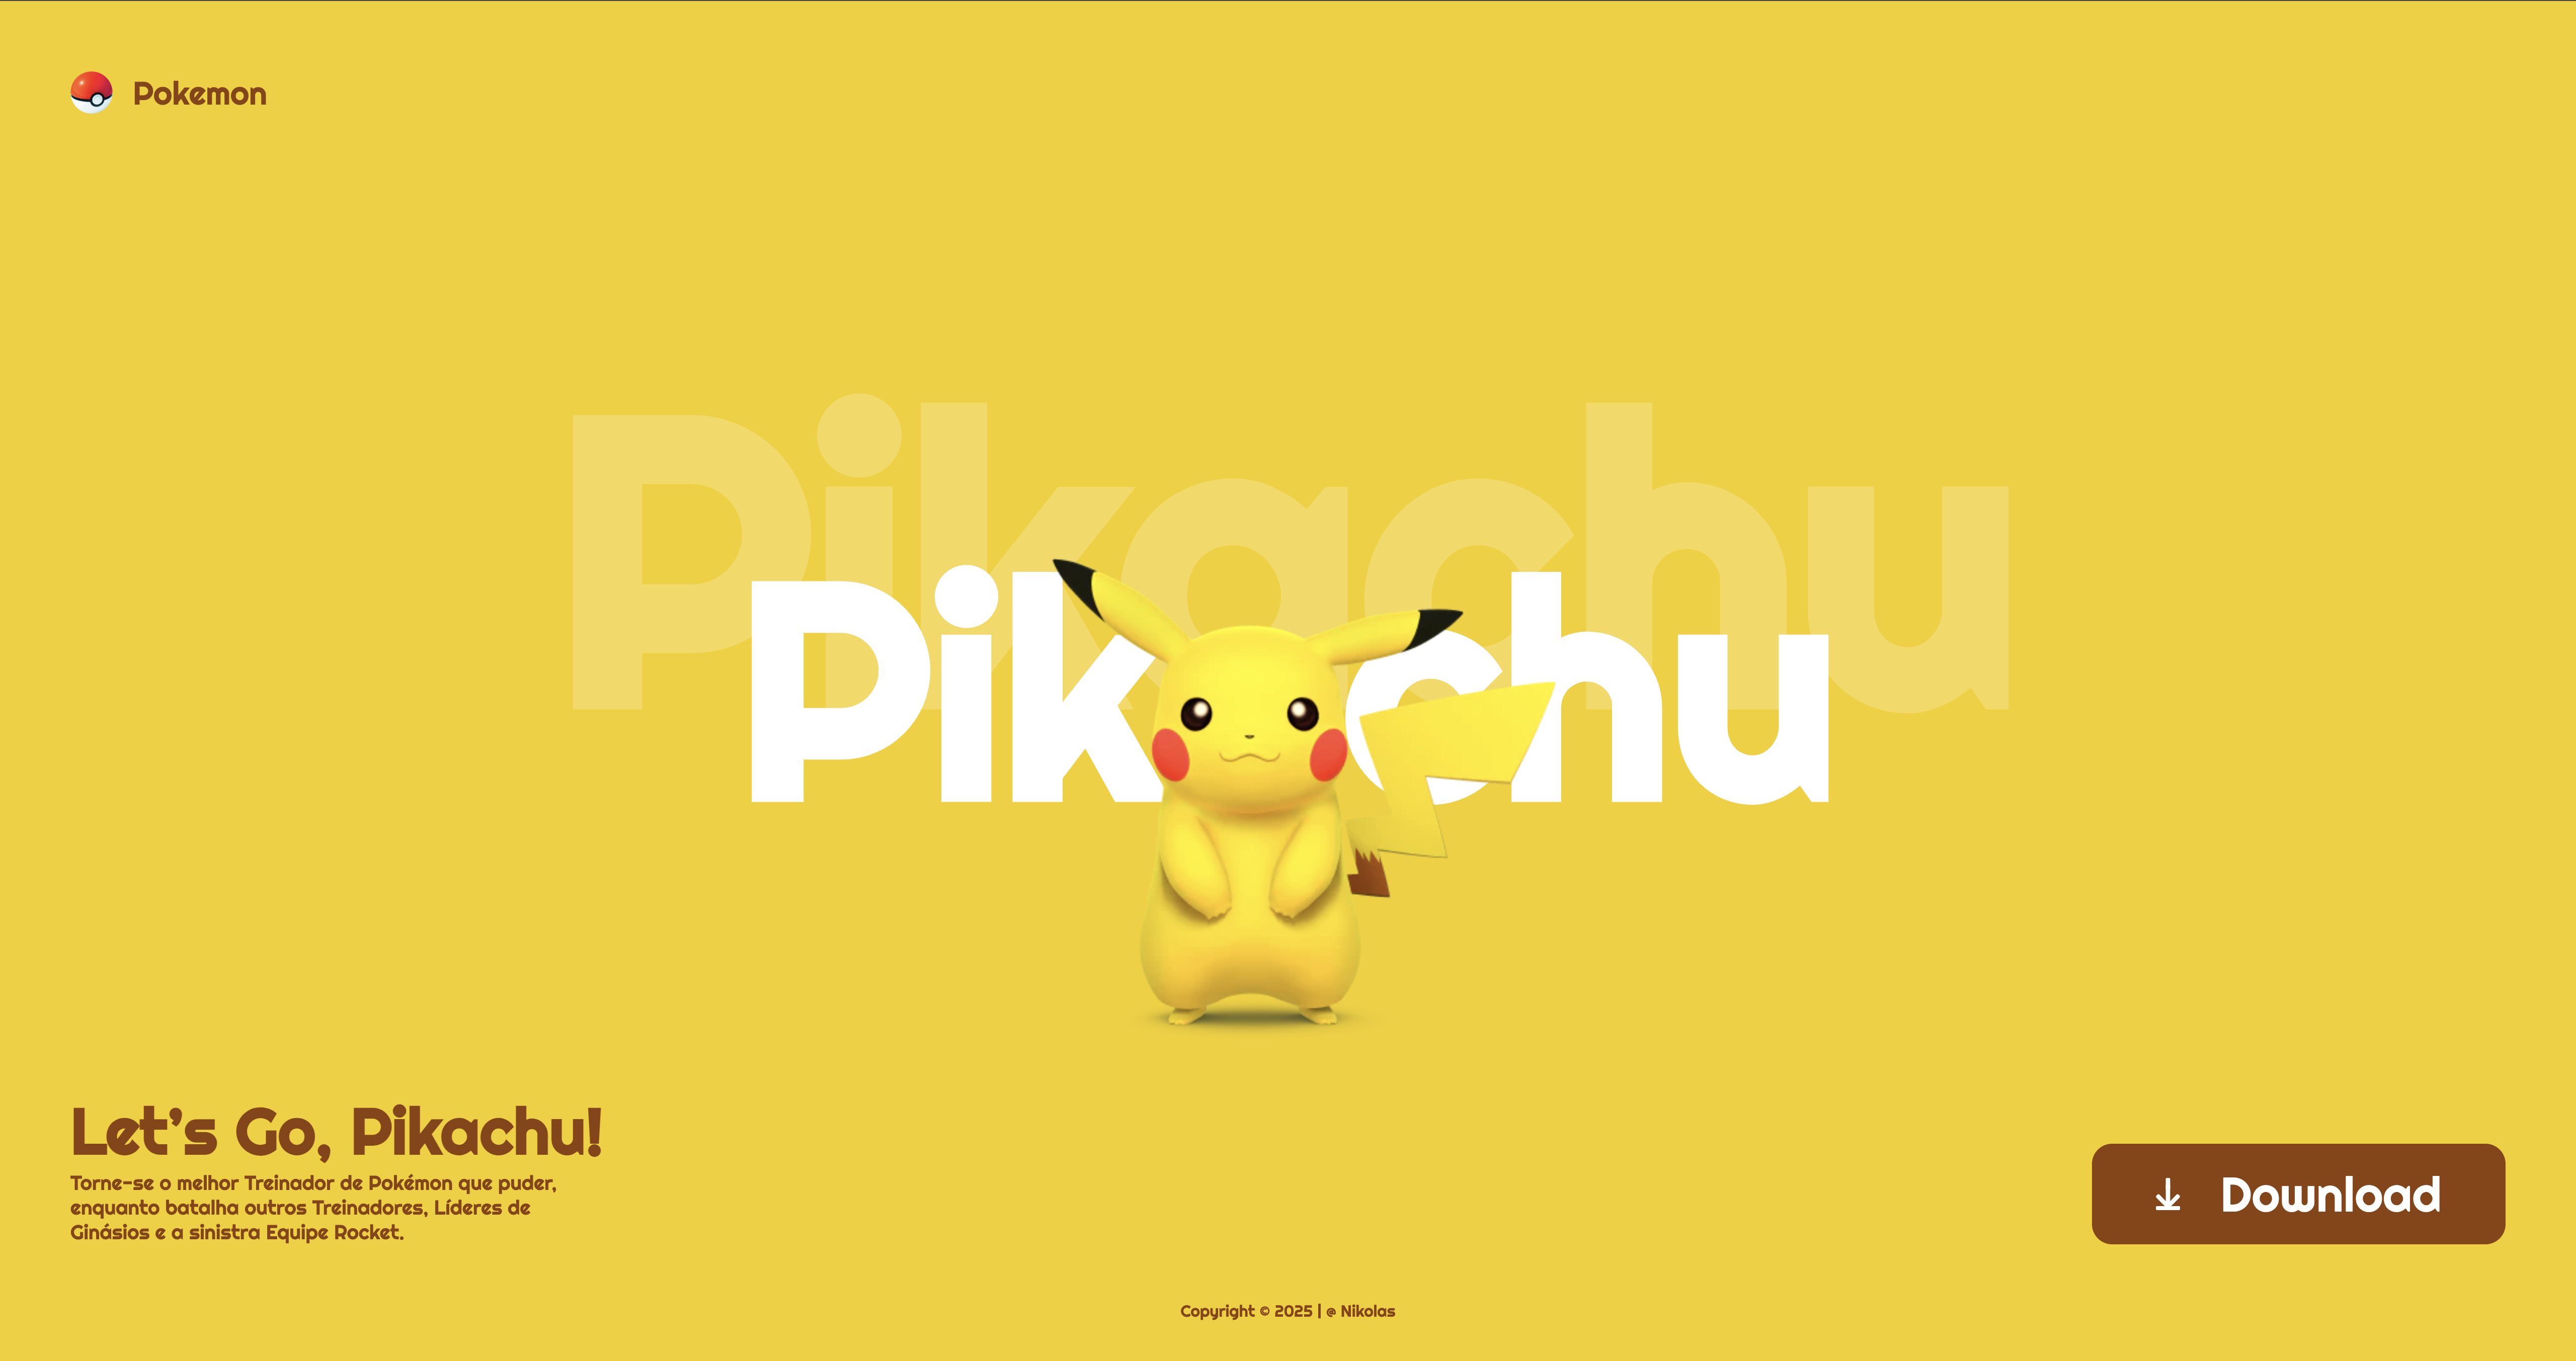 Pokemon
Pikachu
Pikachu
Let's Go, Pikachu!
Torne-se o melhor Treinador de Pokémon que puder,
enquanto batalha outros Treinadores, Líderes de
Ginásios e a sinistra Equipe Rocket.
Download
Copyright © 2025 | @ Nikolas